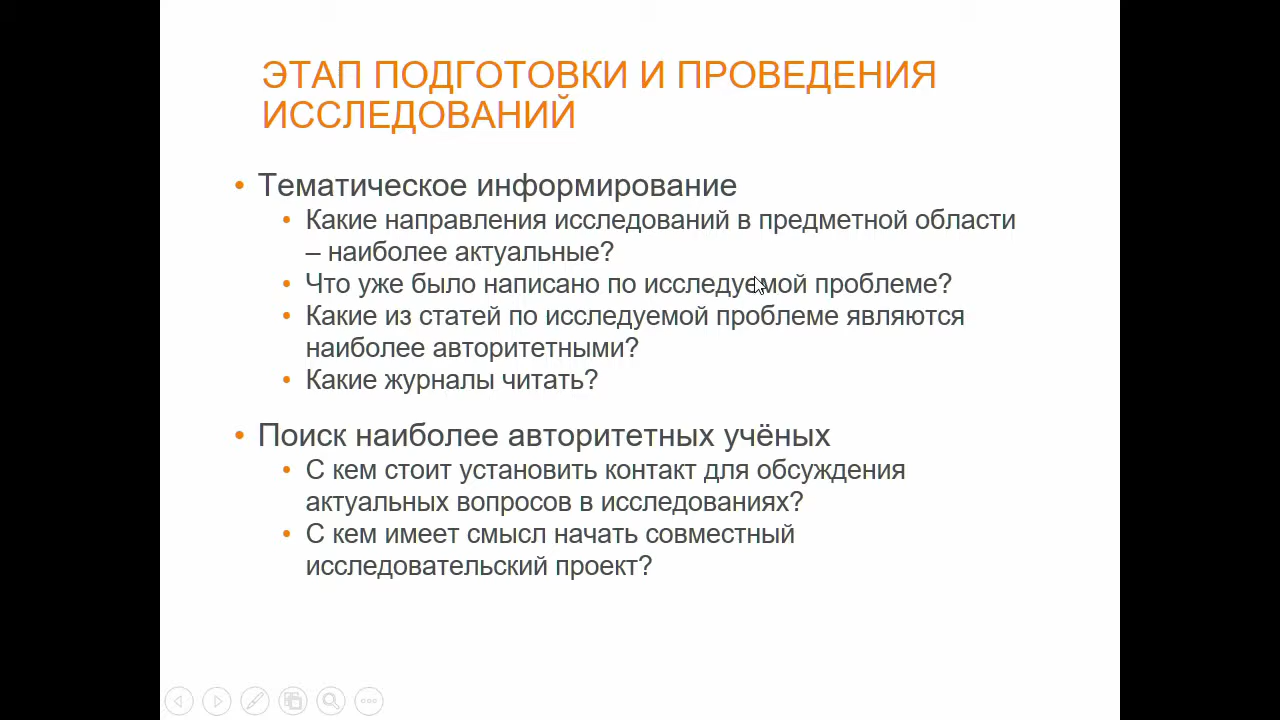 ЭТАП ПОДГОТОВКИ И ПРОВЕДЕНИЯ
ИССЛЕДОВАНИЙ
• Тематическое информирование
• Какие направления исследований в предметной области
– наиболее актуальные?
• Что уже было написано по исследуемой проблеме?
• Какие из статей по исследуемой проблеме являются
наиболее авторитетными?
• Какие журналы читать?
• Поиск наиболее авторитетных учёных
• С кем стоит установить контакт для обсуждения
актуальных вопросов в исследованиях?
• С кем имеет смысл начать совместный
исследовательский проект?